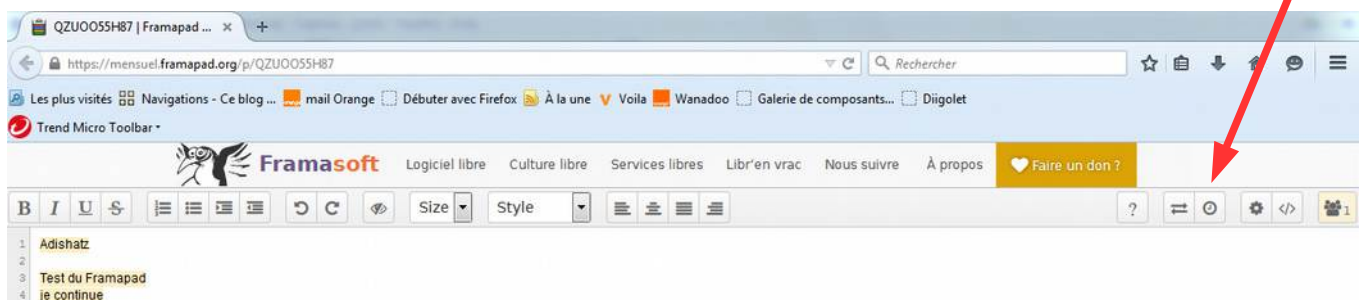 QZUOO55H87 | Framapad ... × +
https://mensuel.framapad.org/p/QZUOO55H87 Rechercher
Les plus visités Navigations - Ce blog ... mail Orange Débuter avec Firefox À la une Voila Wanadoo Galerie de composants... Diigolet
Trend Micro Toolbar
Framasoft Logiciel libre Culture libre Services libres Libr'en vrac Nous suivre À propos Faire un don ?
B I U S Size Style ? </> 1
1 Adishatz
2
3 Test du Framapad
4 je continue